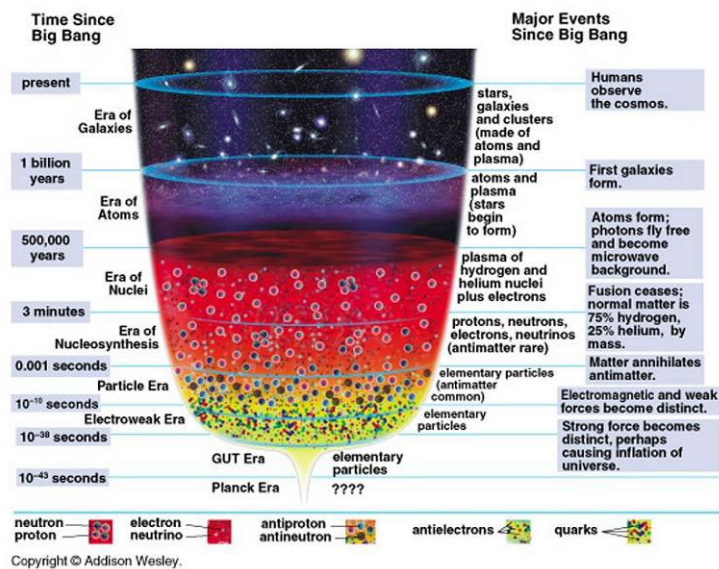 Time Since
Big Bang
Major Events
Since Big Bang
present
Humans
observe
the cosmos.
Era of
Galaxies
stars,
galaxies
and clusters
(made of
atoms and
plasma)
1 billion
years
First galaxies
form.
Era of
Atoms
atoms and
plasma
(stars
begin
to form)
500,000
years
Atoms form;
photons fly free
and become
microwave
background.
Era of
Nuclei
plasma of
hydrogen and
helium nuclei
plus electrons
3 minutes
Fusion ceases;
normal matter is
75% hydrogen,
25% helium, by
mass.
Era of
Nucleosynthesis
protons, neutrons,
electrons, neutrinos
(antimatter rare)
0.001 seconds
Matter annihilates
antimatter.
Particle Era
elementary particles
(antimatter
common)
10⁻¹⁰ seconds
Electromagnetic and weak
forces become distinct.
Electroweak Era
elementary
particles
10⁻³⁸ seconds
Strong force becomes
distinct, perhaps
causing inflation of
universe.
GUT Era
elementary
particles
10⁻⁴³ seconds
Planck Era
????
neutron
proton
electron
neutrino
antiproton
antineutron
antielectrons
quarks
Copyright © Addison Wesley.